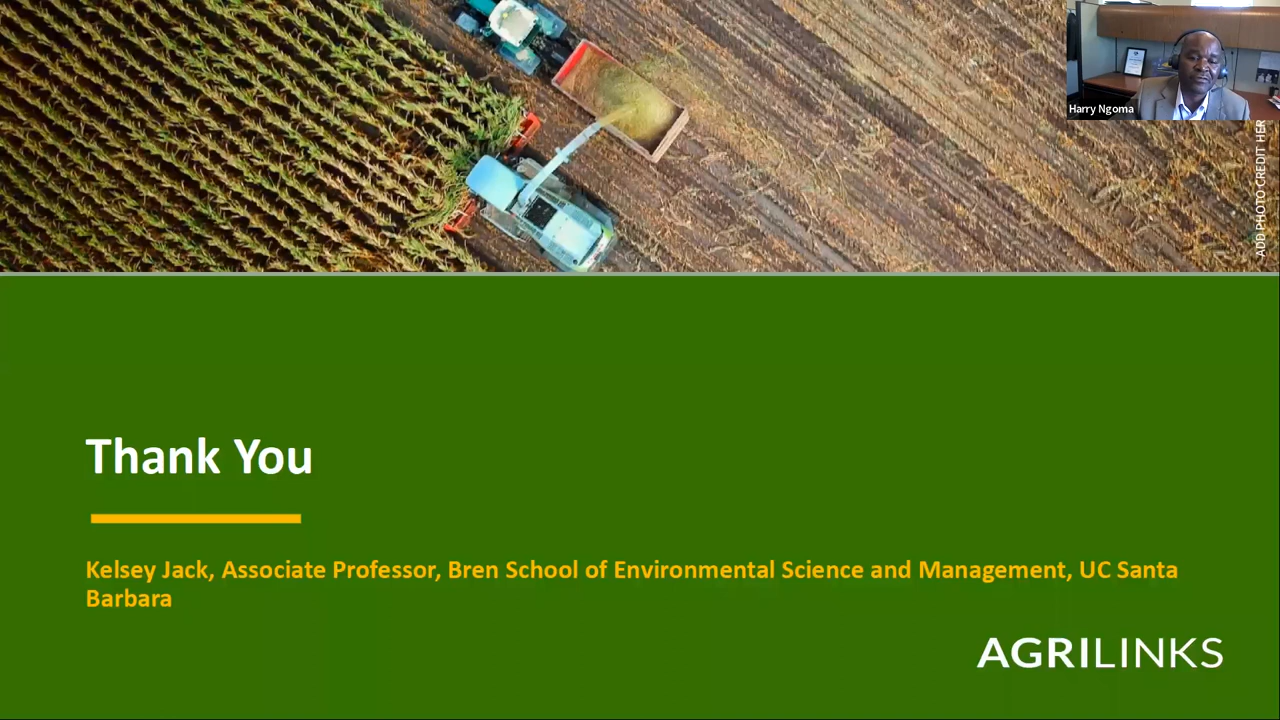 Harry Ngoma
ADD PHOTO CREDIT HER
Thank You
Kelsey Jack, Associate Professor, Bren School of Environmental Science and Management, UC Santa
Barbara
AGRILINKS